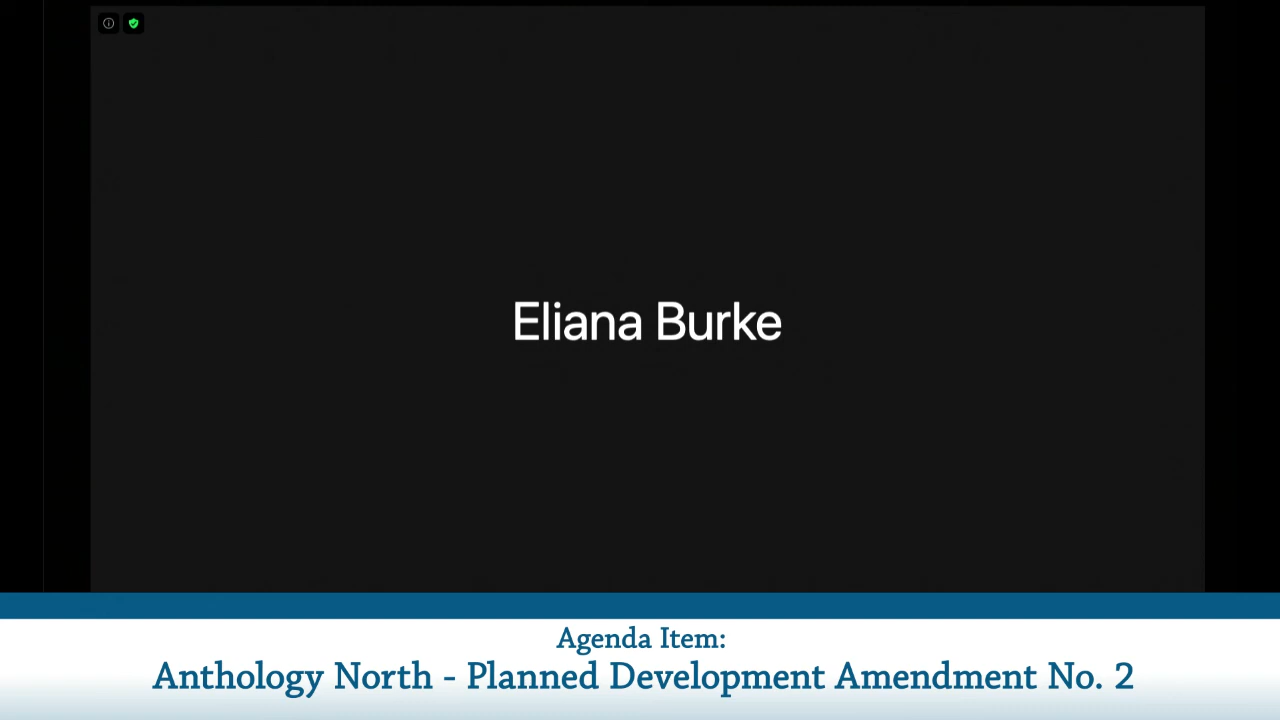 Eliana Burke
Agenda Item:
Anthology North - Planned Development Amendment No. 2